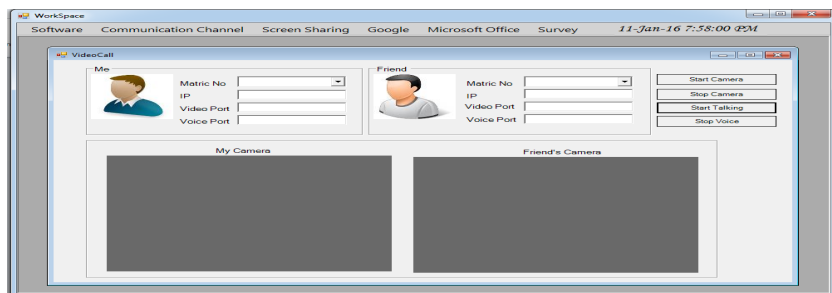 WorkSpace
Software Communication Channel Screen Sharing Google Microsoft Office Survey 11-Jan-16 7:58:00 PM
VideoCall
Me
Matric No
IP
Video Port
Voice Port
Friend
Matric No
IP
Video Port
Voice Port
Start Camera
Stop Camera
Start Talking
Stop Voice
My Camera
Friend's Camera